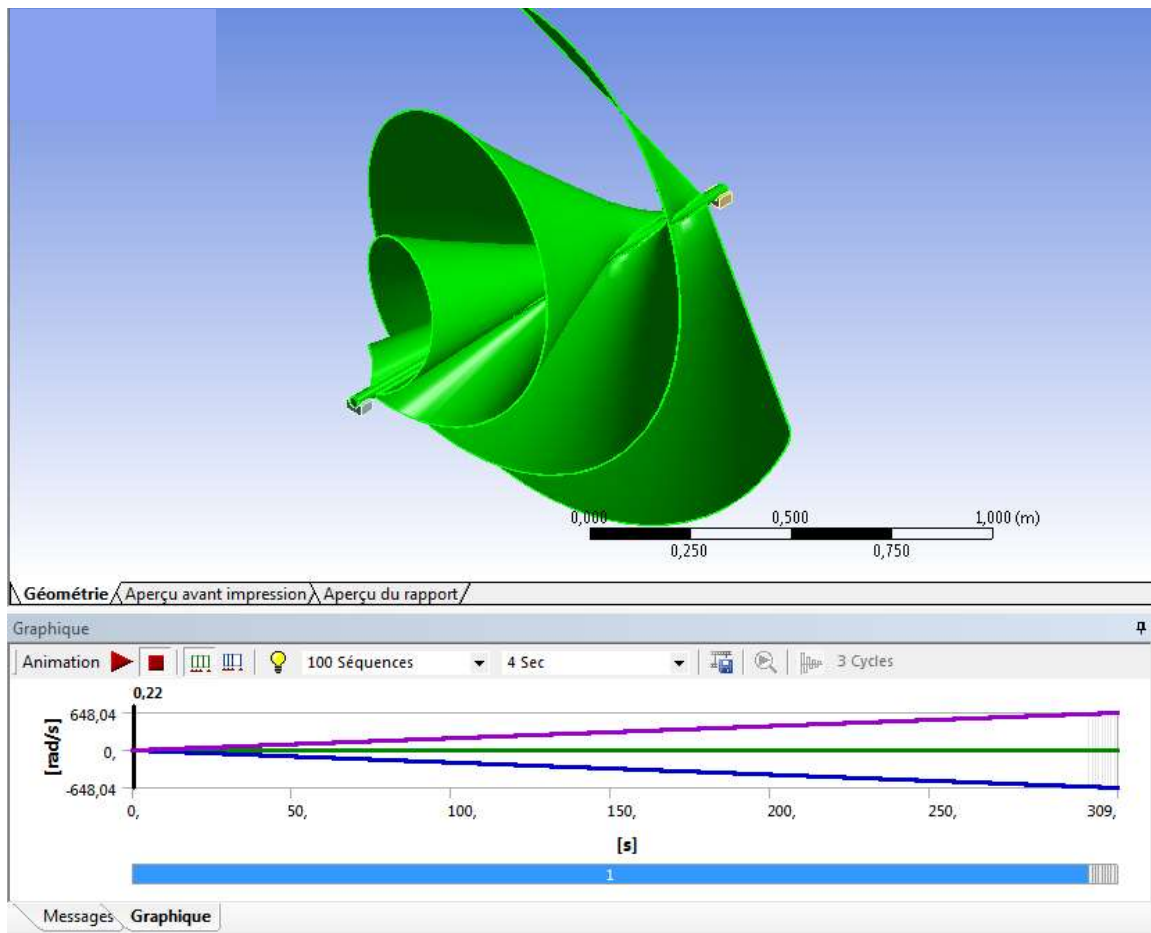 0,000 0,500 1,000 (m)
0,250 0,750
Géométrie Aperçu avant impression Aperçu du rapport
Graphique
Animation 100 Séquences 4 Sec 3 Cycles
0,22
648,04
[rad/s]
0,
-648,04
0, 50, 100, 150, 200, 250, 309,
[s]
1
Messages Graphique